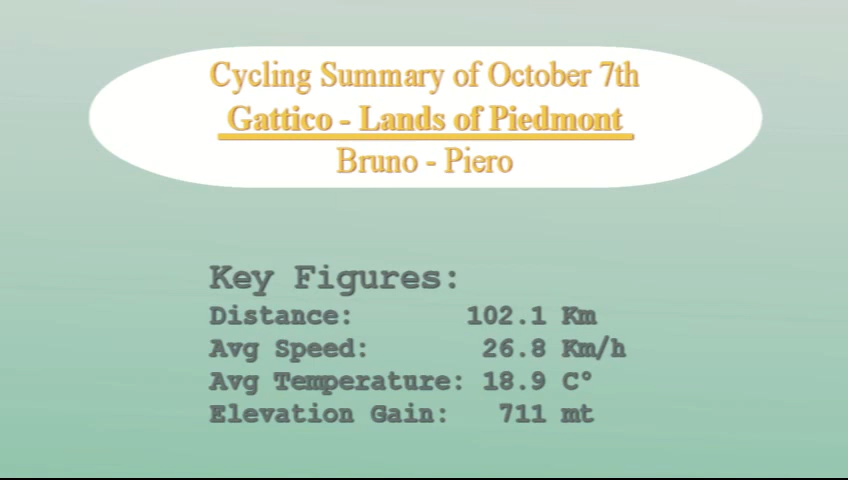 Cycling Summary of October 7th
Gattico - Lands of Piedmont
Bruno - Piero
Key Figures:
Distance: 102.1 Km
Avg Speed: 26.8 Km/h
Avg Temperature: 18.9 C°
Elevation Gain: 711 mt